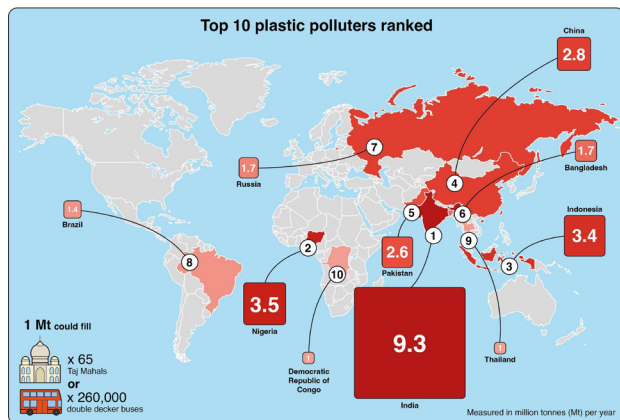 Top 10 plastic polluters ranked
China
2.8
7
1.7
Russia
4
1.7
Bangladesh
1.4
Brazil
5
6
Indonesia
3.4
8
2
1
9
3
2.6
Pakistan
10
3.5
Nigeria
9.3
India
1
Democratic
Republic of
Congo
1
Thailand
1 Mt could fill
x 65
Taj Mahals
or
x 260,000
double decker buses
Measured in million tonnes (Mt) per year